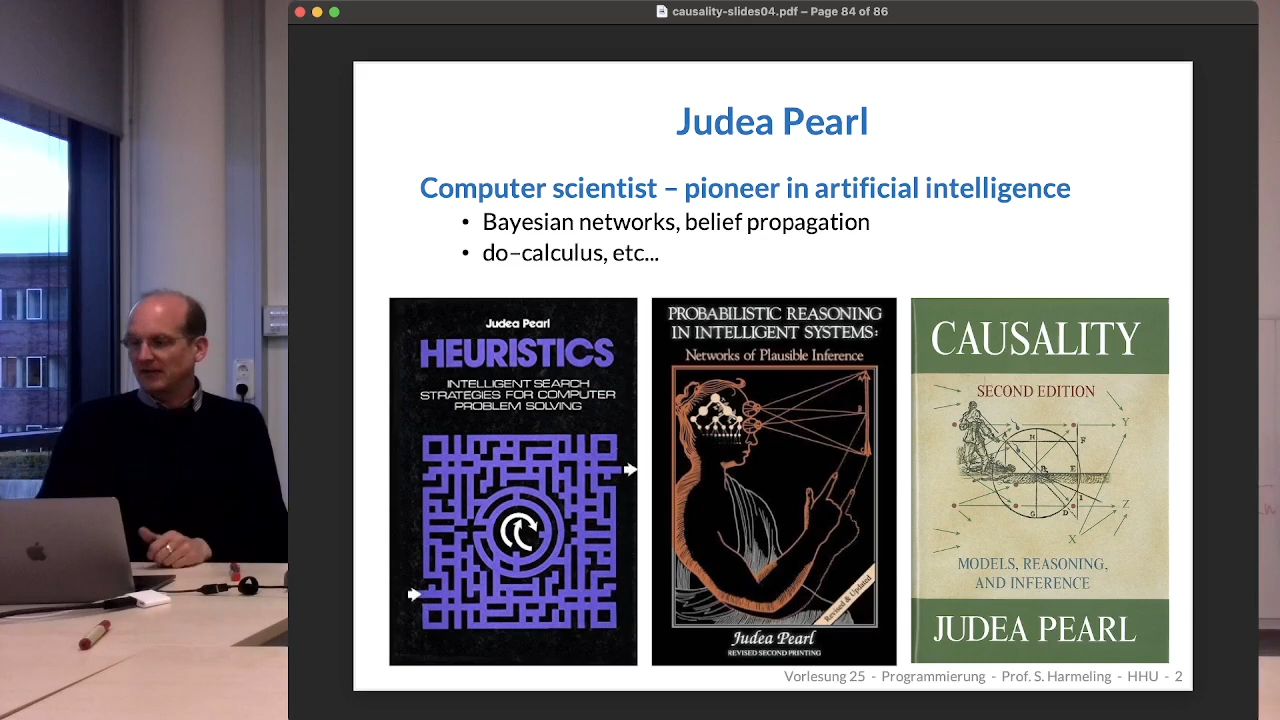 causality-slides04.pdf – Page 84 of 86
Judea Pearl
Computer scientist – pioneer in artificial intelligence
• Bayesian networks, belief propagation
• do–calculus, etc...
Judea Pearl
HEURISTICS
INTELLIGENT SEARCH
STRATEGIES FOR COMPUTER
PROBLEM SOLVING
PROBABILISTIC REASONING
IN INTELLIGENT SYSTEMS:
Networks of Plausible Inference
Revised & Updated
Judea Pearl
REVISED SECOND PRINTING
CAUSALITY
SECOND EDITION
Y
H
F
E
G
D
I
Z
X
MODELS, REASONING,
AND INFERENCE
JUDEA PEARL
Vorlesung 25 - Programmierung - Prof. S. Harmeling - HHU - 2